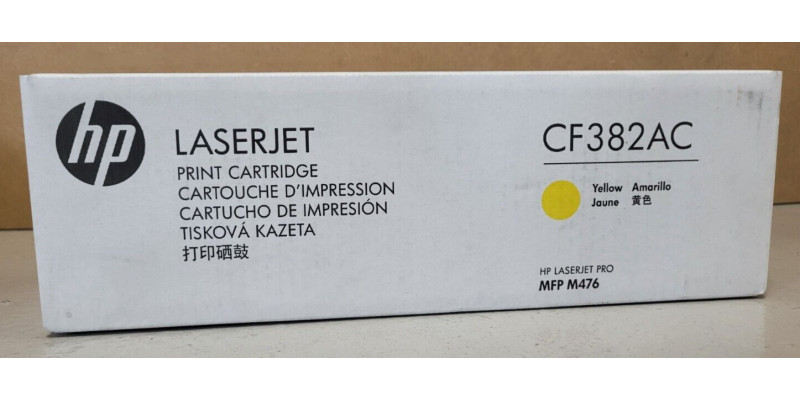 hp
LASERJET
PRINT CARTRIDGE
CARTOUCHE D'IMPRESSION
CARTUCHO DE IMPRESIÓN
TISKOVÁ KAZETA
打印硒鼓
CF382AC
Yellow Amarillo
Jaune 黄色
HP LASERJET PRO
MFP M476